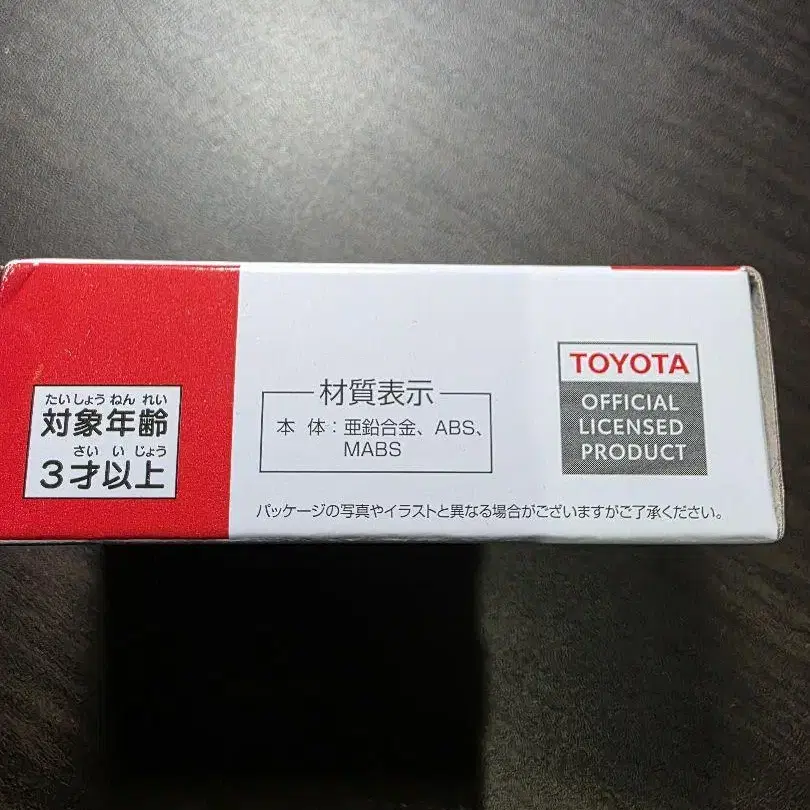 たいしょうねんれい
対象年齢
さいいじょう
3才以上
材質表示
本体：亜鉛合金、ABS、
MABS
TOYOTA
OFFICIAL
LICENSED
PRODUCT
パッケージの写真やイラストと異なる場合がございますがご了承ください。